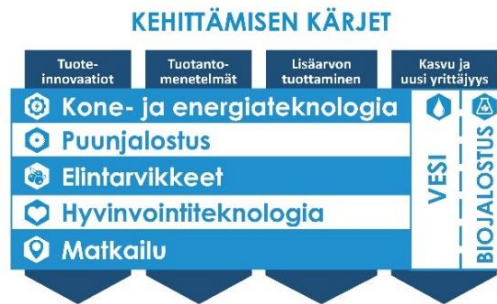 KEHITTÄMISEN KÄRJET
Tuote-
innovaatiot
Tuotanto-
menetelmät
Lisäarvon
tuottaminen
Kasvu ja
uusi yrittäjyys
Kone- ja energiateknologia
Puunjalostus
Elintarvikkeet
Hyvinvointiteknologia
Matkailu
VESI
BIOJALOSTUS